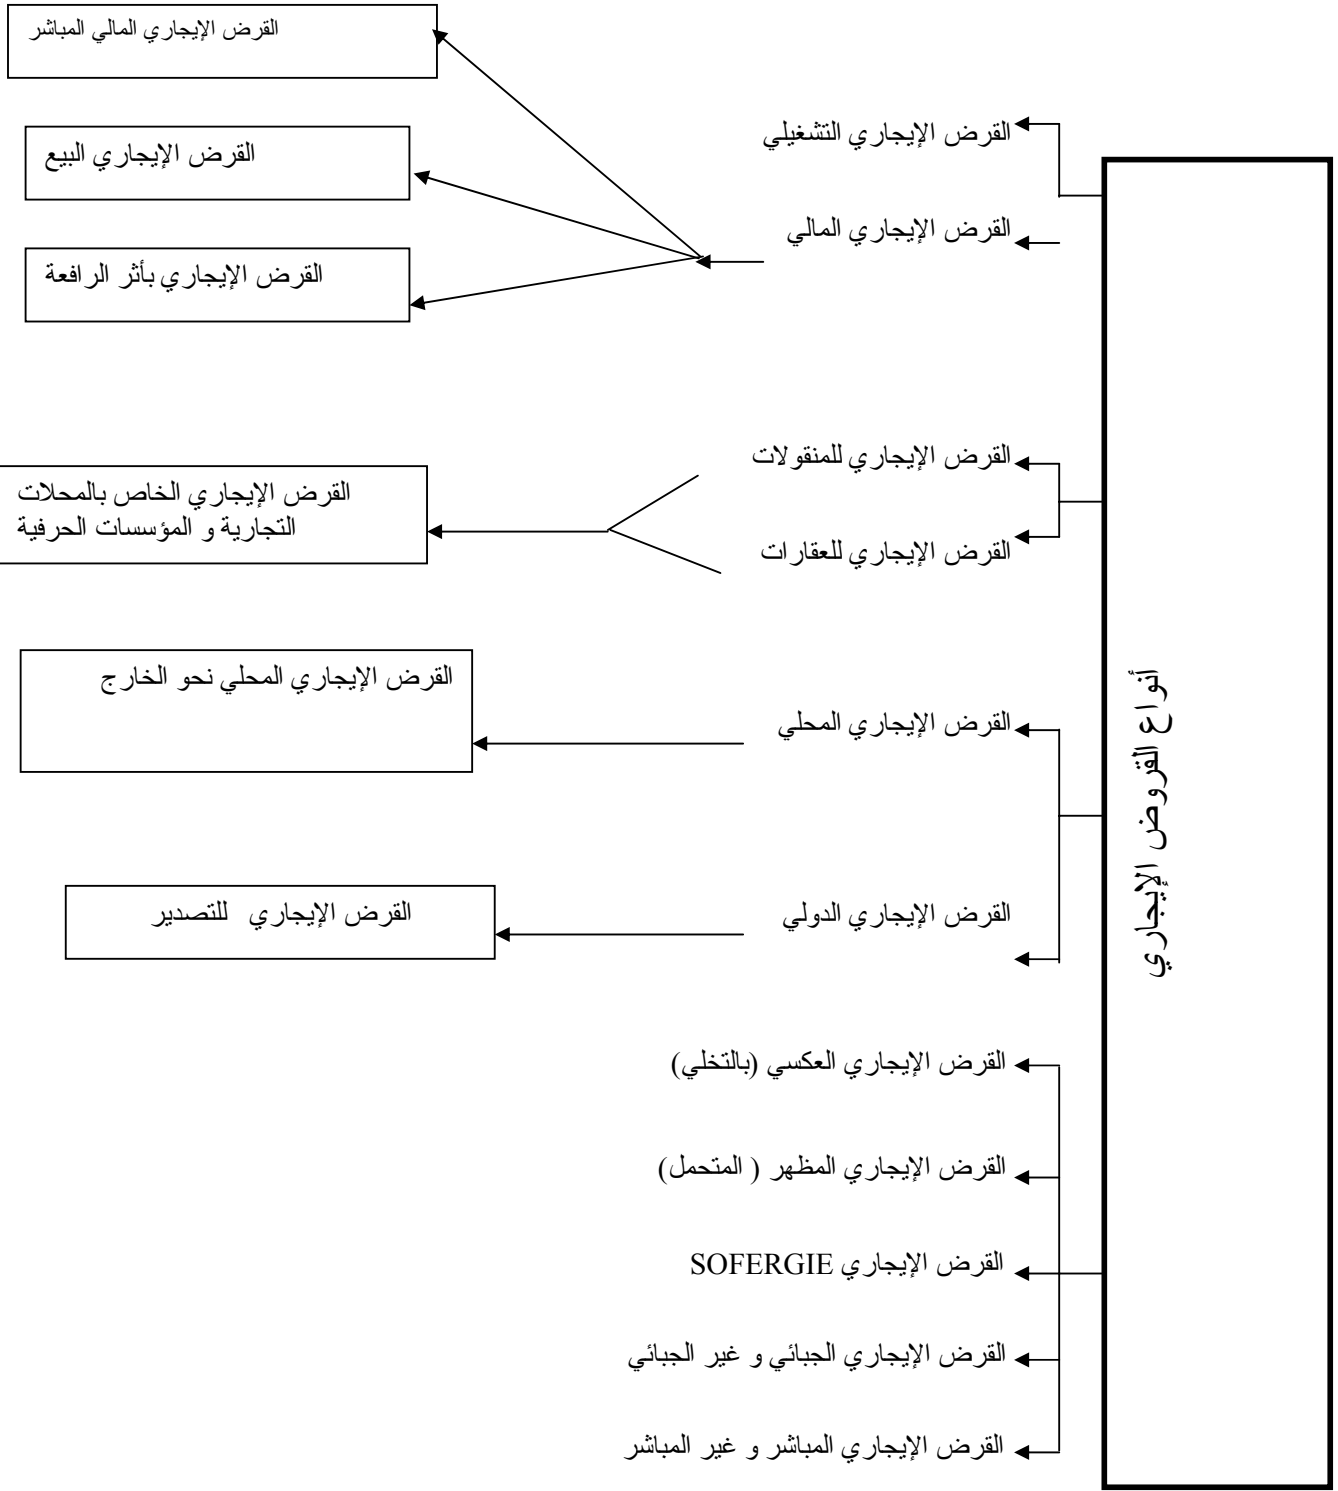 أنواع القروض الإيجاري
القرض الإيجاري التشغيلي
القرض الإيجاري المالي
القرض الإيجاري المالي المباشر
القرض الإيجاري البيع
القرض الإيجاري بأثر الرافعة
القرض الإيجاري للمنقولات
القرض الإيجاري للعقارات
القرض الإيجاري الخاص بالمحلات
التجارية و المؤسسات الحرفية
القرض الإيجاري المحلي
القرض الإيجاري المحلي نحو الخارج
القرض الإيجاري الدولي
القرض الإيجاري للتصدير
القرض الإيجاري العكسي (بالتخلي)
القرض الإيجاري المظهر ( المتحمل)
القرض الإيجاري SOFERGIE
القرض الإيجاري الجبائي و غير الجبائي
القرض الإيجاري المباشر و غير المباشر